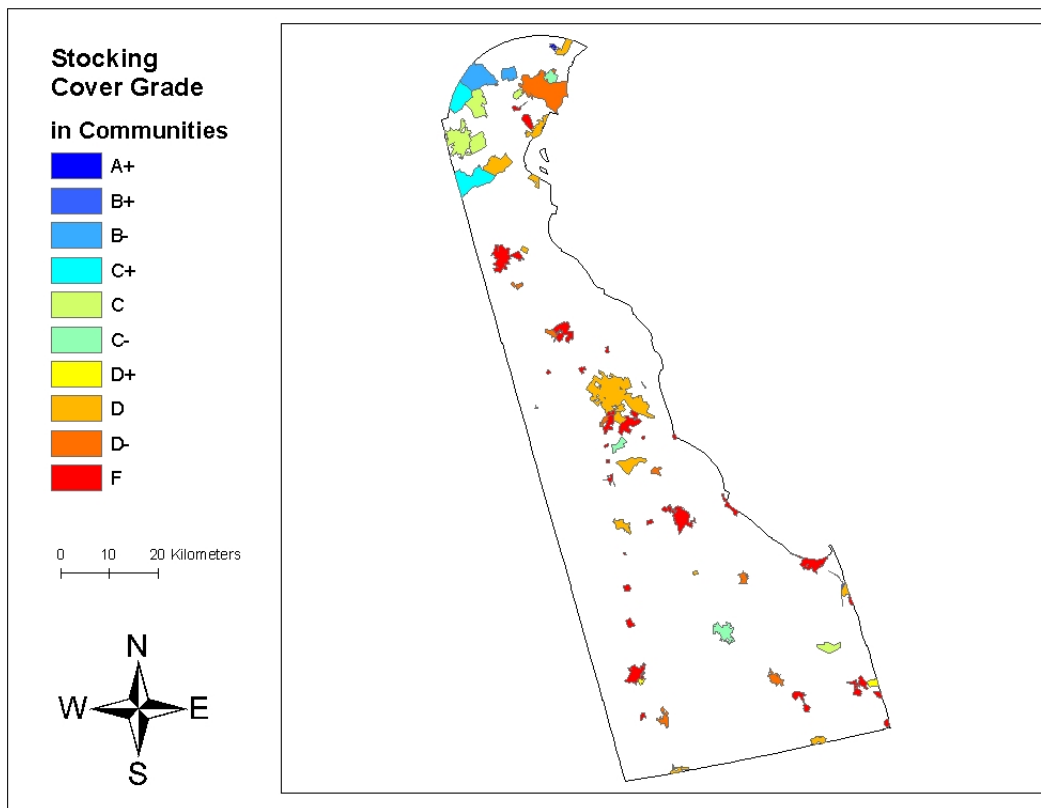 Stocking
Cover Grade
in Communities
A+
B+
B-
C+
C
C-
D+
D
D-
F
0 10 20 Kilometers
N
W E
S